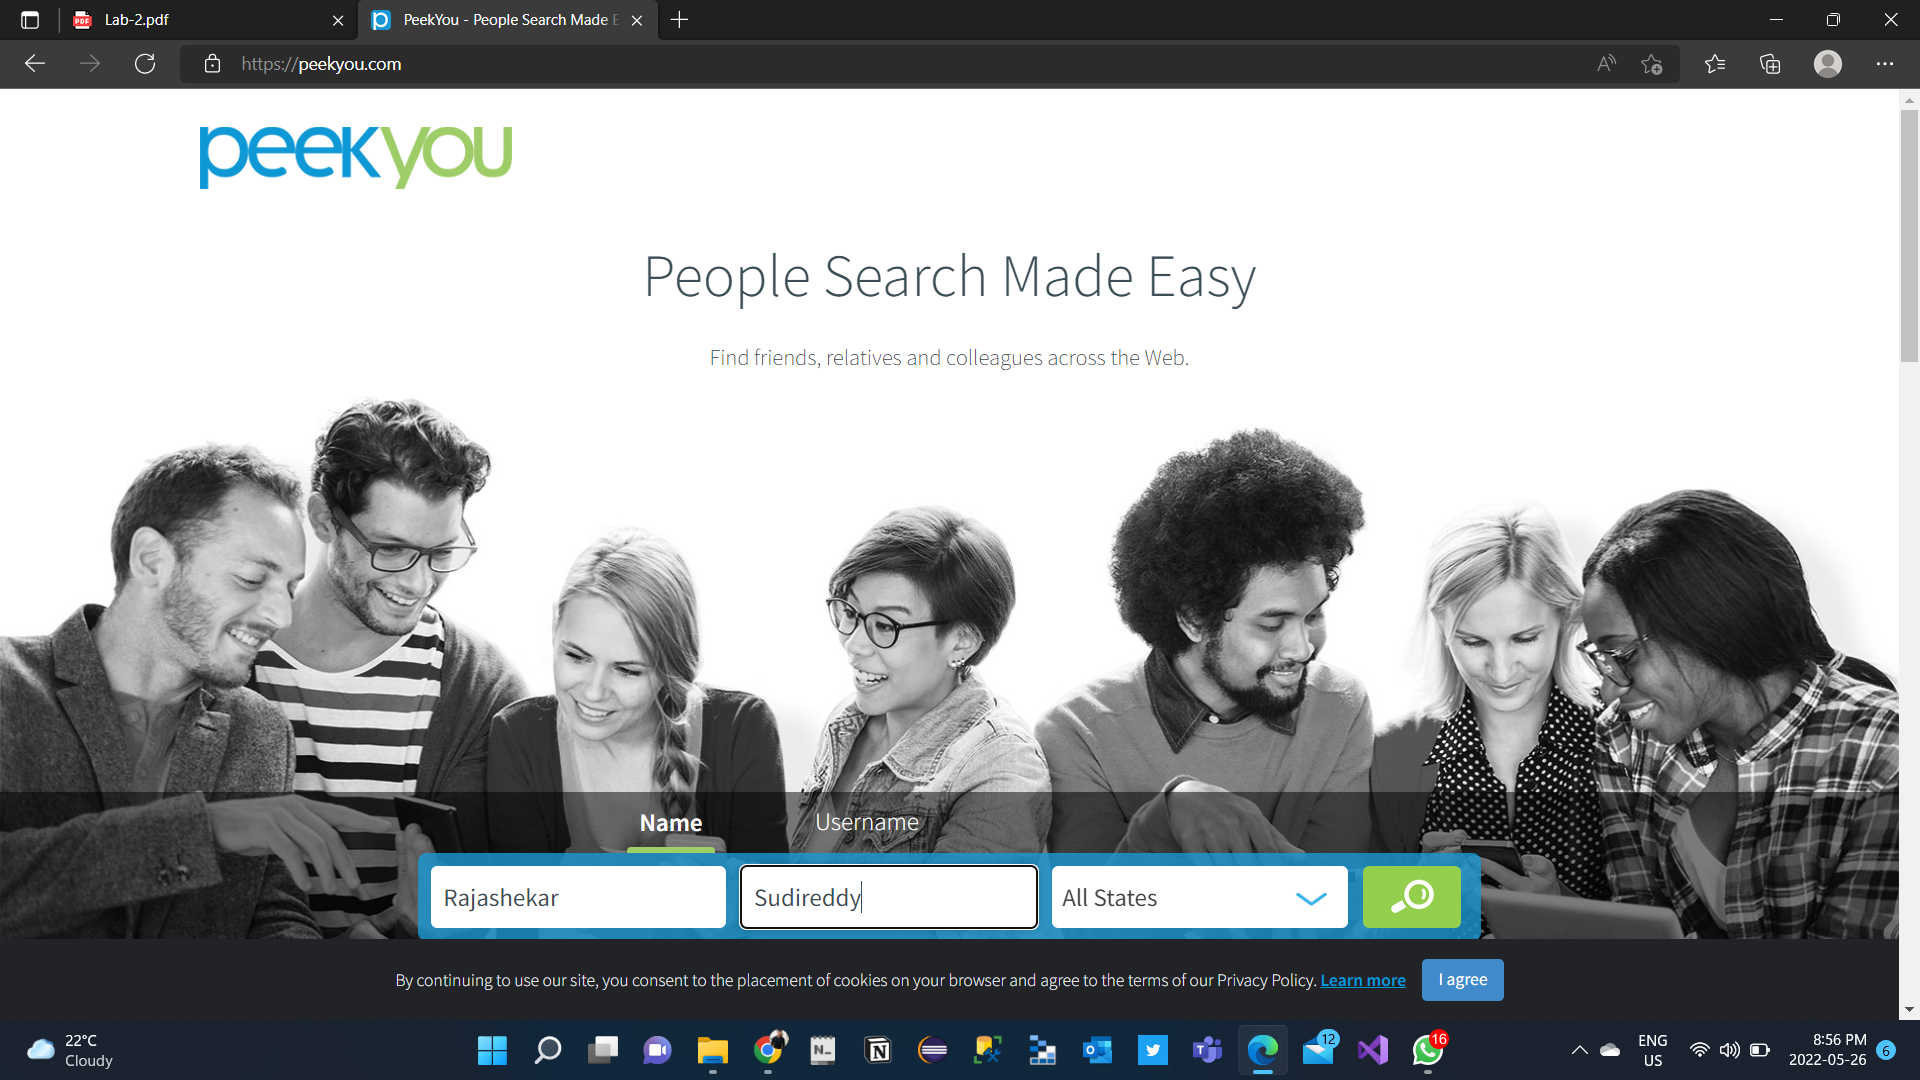 Lab-2.pdf
PeekYou - People Search Made E
https://peekyou.com
peekyou
People Search Made Easy
Find friends, relatives and colleagues across the Web.
Name
Username
Rajashekar
Sudireddy
All States
By continuing to use our site, you consent to the placement of cookies on your browser and agree to the terms of our Privacy Policy. Learn more
I agree
22°C
Cloudy
12
16
ENG
US
8:56 PM
2022-05-26
6